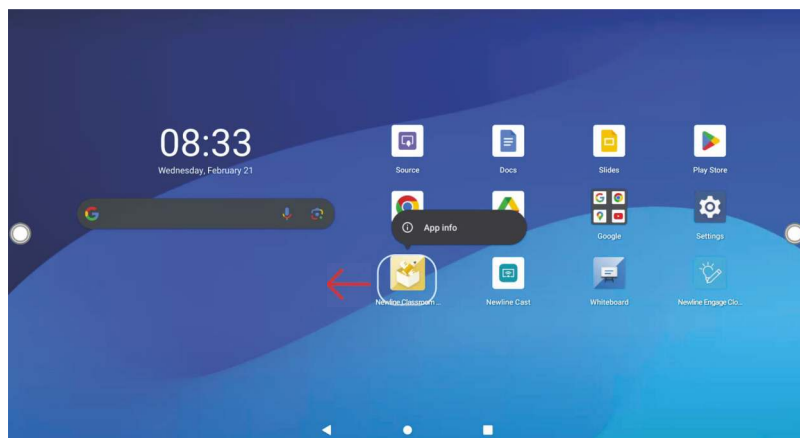 08:33
Wednesday, February 21
Source
Docs
Slides
Play Store
App info
Google
Settings
Newline Classroom ...
Newline Cast
Whiteboard
Newline Engage Clo...